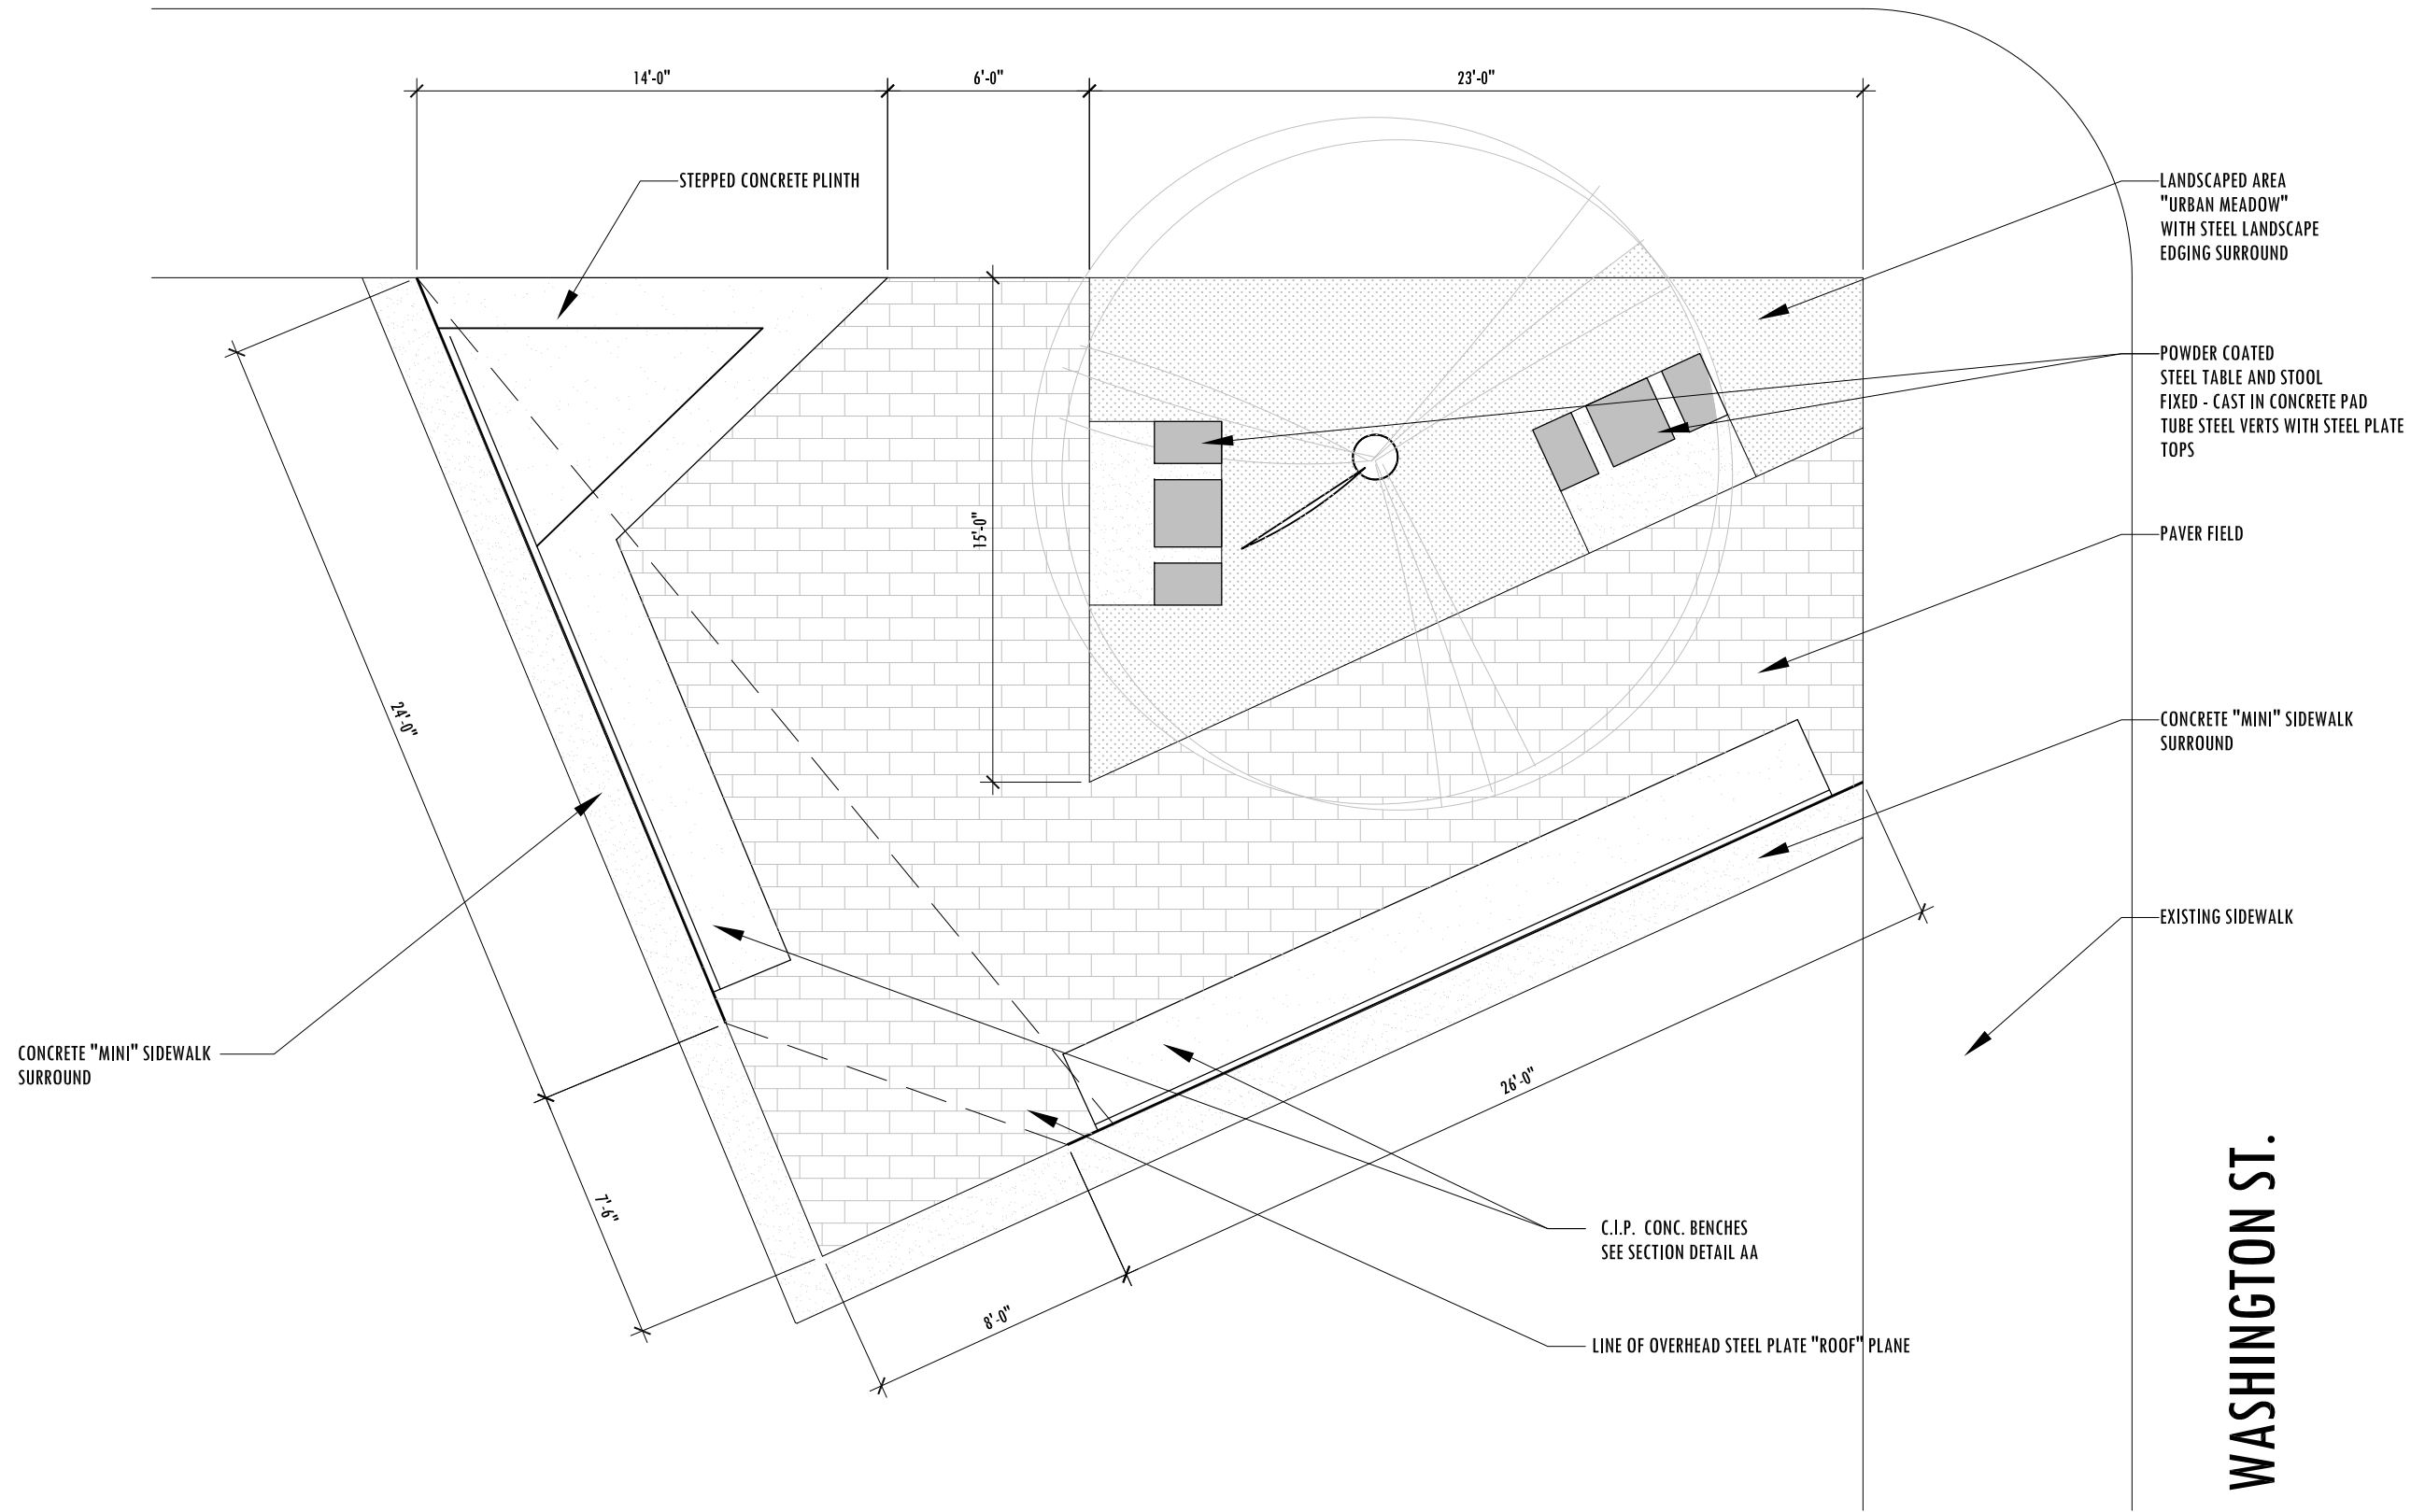 14'-0"
6'-0"
23'-0"
STEPPED CONCRETE PLINTH
LANDSCAPED AREA
"URBAN MEADOW"
WITH STEEL LANDSCAPE
EDGING SURROUND
POWDER COATED
STEEL TABLE AND STOOL
FIXED - CAST IN CONCRETE PAD
TUBE STEEL VERTS WITH STEEL PLATE
TOPS
15'-0"
PAVER FIELD
24'-0"
CONCRETE "MINI" SIDEWALK
SURROUND
EXISTING SIDEWALK
CONCRETE "MINI" SIDEWALK
SURROUND
26'-0"
7'-6"
C.I.P. CONC. BENCHES
SEE SECTION DETAIL AA
8'-0"
LINE OF OVERHEAD STEEL PLATE "ROOF" PLANE
WASHINGTON ST.